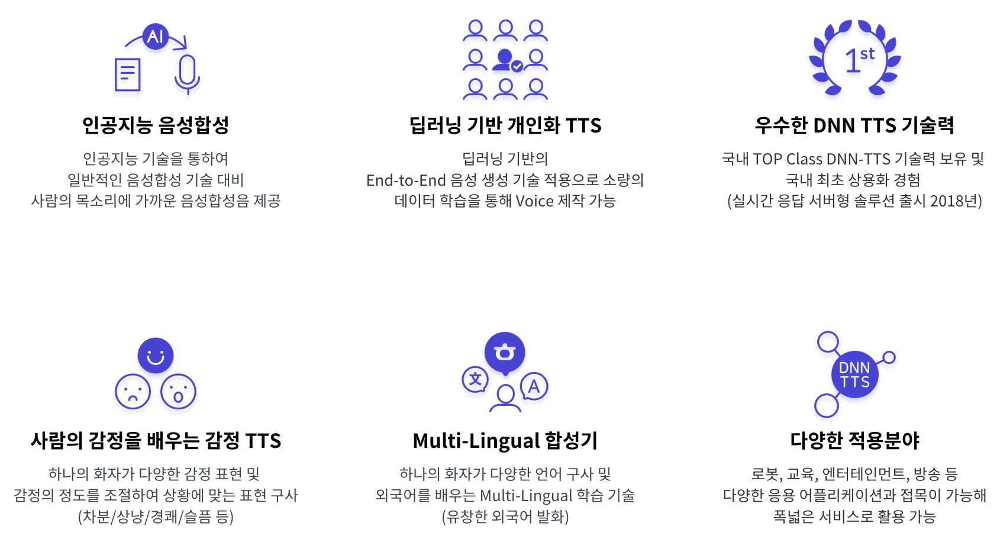 AI
인공지능 음성합성
인공지능 기술을 통하여
일반적인 음성합성 기술 대비
사람의 목소리에 가까운 음성합성음 제공
딥러닝 기반 개인화 TTS
딥러닝 기반의
End-to-End 음성 생성 기술 적용으로 소량의
데이터 학습을 통해 Voice 제작 가능
1st
우수한 DNN TTS 기술력
국내 TOP Class DNN-TTS 기술력 보유 및
국내 최초 상용화 경험
(실시간 응답 서버형 솔루션 출시 2018년)
사람의 감정을 배우는 감정 TTS
하나의 화자가 다양한 감정 표현 및
감정의 정도를 조절하여 상황에 맞는 표현 구사
(차분/상냥/경쾌/슬픔 등)
文
ㅎ
A
Multi-Lingual 합성기
하나의 화자가 다양한 언어 구사 및
외국어를 배우는 Multi-Lingual 학습 기술
(유창한 외국어 발화)
DNN
TTS
다양한 적용분야
로봇, 교육, 엔터테인먼트, 방송 등
다양한 응용 어플리케이션과 접목이 가능해
폭넓은 서비스로 활용 가능